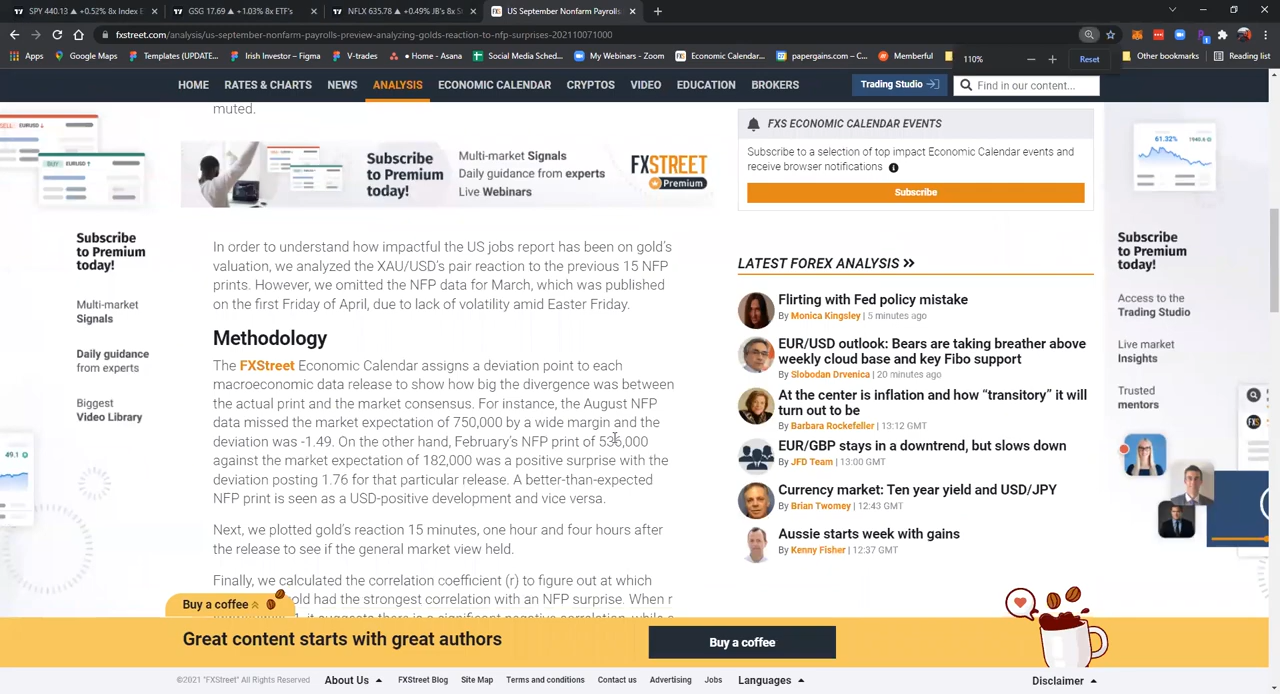 SPY 440.13 ▲ +0.52% 8x Index E
GSG 17.69 ▲ +1.03% 8x ETF's
NFLX 635.78 ▲ +0.49% JB's 8x St
US September Nonfarm Payrolls
fxstreet.com/analysis/us-september-nonfarm-payrolls-preview-analyzing-golds-reaction-to-nfp-surprises-202110071000
Apps
Google Maps
Templates (UPDATE...
Irish Investor – Figma
V-trades
Home - Asana
Social Media Sched...
My Webinars - Zoom
Economic Calendar...
papergains.com – C...
Memberful
110%
Reset
Other bookmarks
Reading list
HOME
RATES & CHARTS
NEWS
ANALYSIS
ECONOMIC CALENDAR
CRYPTOS
VIDEO
EDUCATION
BROKERS
Trading Studio
Find in our content...
muted.
Subscribe
to Premium
today!
Multi-market Signals
Daily guidance from experts
Live Webinars
FXSTREET
Premium
In order to understand how impactful the US jobs report has been on gold's
valuation, we analyzed the XAU/USD's pair reaction to the previous 15 NFP
prints. However, we omitted the NFP data for March, which was published
on the first Friday of April, due to lack of volatility amid Easter Friday.
Methodology
The FXStreet Economic Calendar assigns a deviation point to each
macroeconomic data release to show how big the divergence was between
the actual print and the market consensus. For instance, the August NFP
data missed the market expectation of 750,000 by a wide margin and the
deviation was -1.49. On the other hand, February's NFP print of 536,000
against the market expectation of 182,000 was a positive surprise with the
deviation posting 1.76 for that particular release. A better-than-expected
NFP print is seen as a USD-positive development and vice versa.
Next, we plotted gold's reaction 15 minutes, one hour and four hours after
the release to see if the general market view held.
Finally, we calculated the correlation coefficient (r) to figure out at which
old had the strongest correlation with an NFP surprise. When r
FXS ECONOMIC CALENDAR EVENTS
Subscribe to a selection of top impact Economic Calendar events and
receive browser notifications
Subscribe
LATEST FOREX ANALYSIS
Flirting with Fed policy mistake
By Monica Kingsley | 5 minutes ago
EUR/USD outlook: Bears are taking breather above
weekly cloud base and key Fibo support
By Slobodan Drvenica | 20 minutes ago
At the center is inflation and how “transitory” it will
turn out to be
By Barbara Rockefeller | 13:12 GMT
EUR/GBP stays in a downtrend, but slows down
By JFD Team | 13:00 GMT
Currency market: Ten year yield and USD/JPY
By Brian Twomey | 12:43 GMT
Aussie starts week with gains
By Kenny Fisher | 12:37 GMT
SELL EURUSD
BUY EURUSD
Subscribe
to Premium
today!
Multi-market
Signals
Daily guidance
from experts
Biggest
Video Library
49.1
61.32%
1940.6
Subscribe
to Premium
today!
Access to the
Trading Studio
Live market
Insights
Trusted
mentors
Buy a coffee
Great content starts with great authors
Buy a coffee
©2021 "FXStreet" All Rights Reserved
About Us
FXStreet Blog
Site Map
Terms and conditions
Contact us
Advertising
Jobs
Languages
Disclaimer